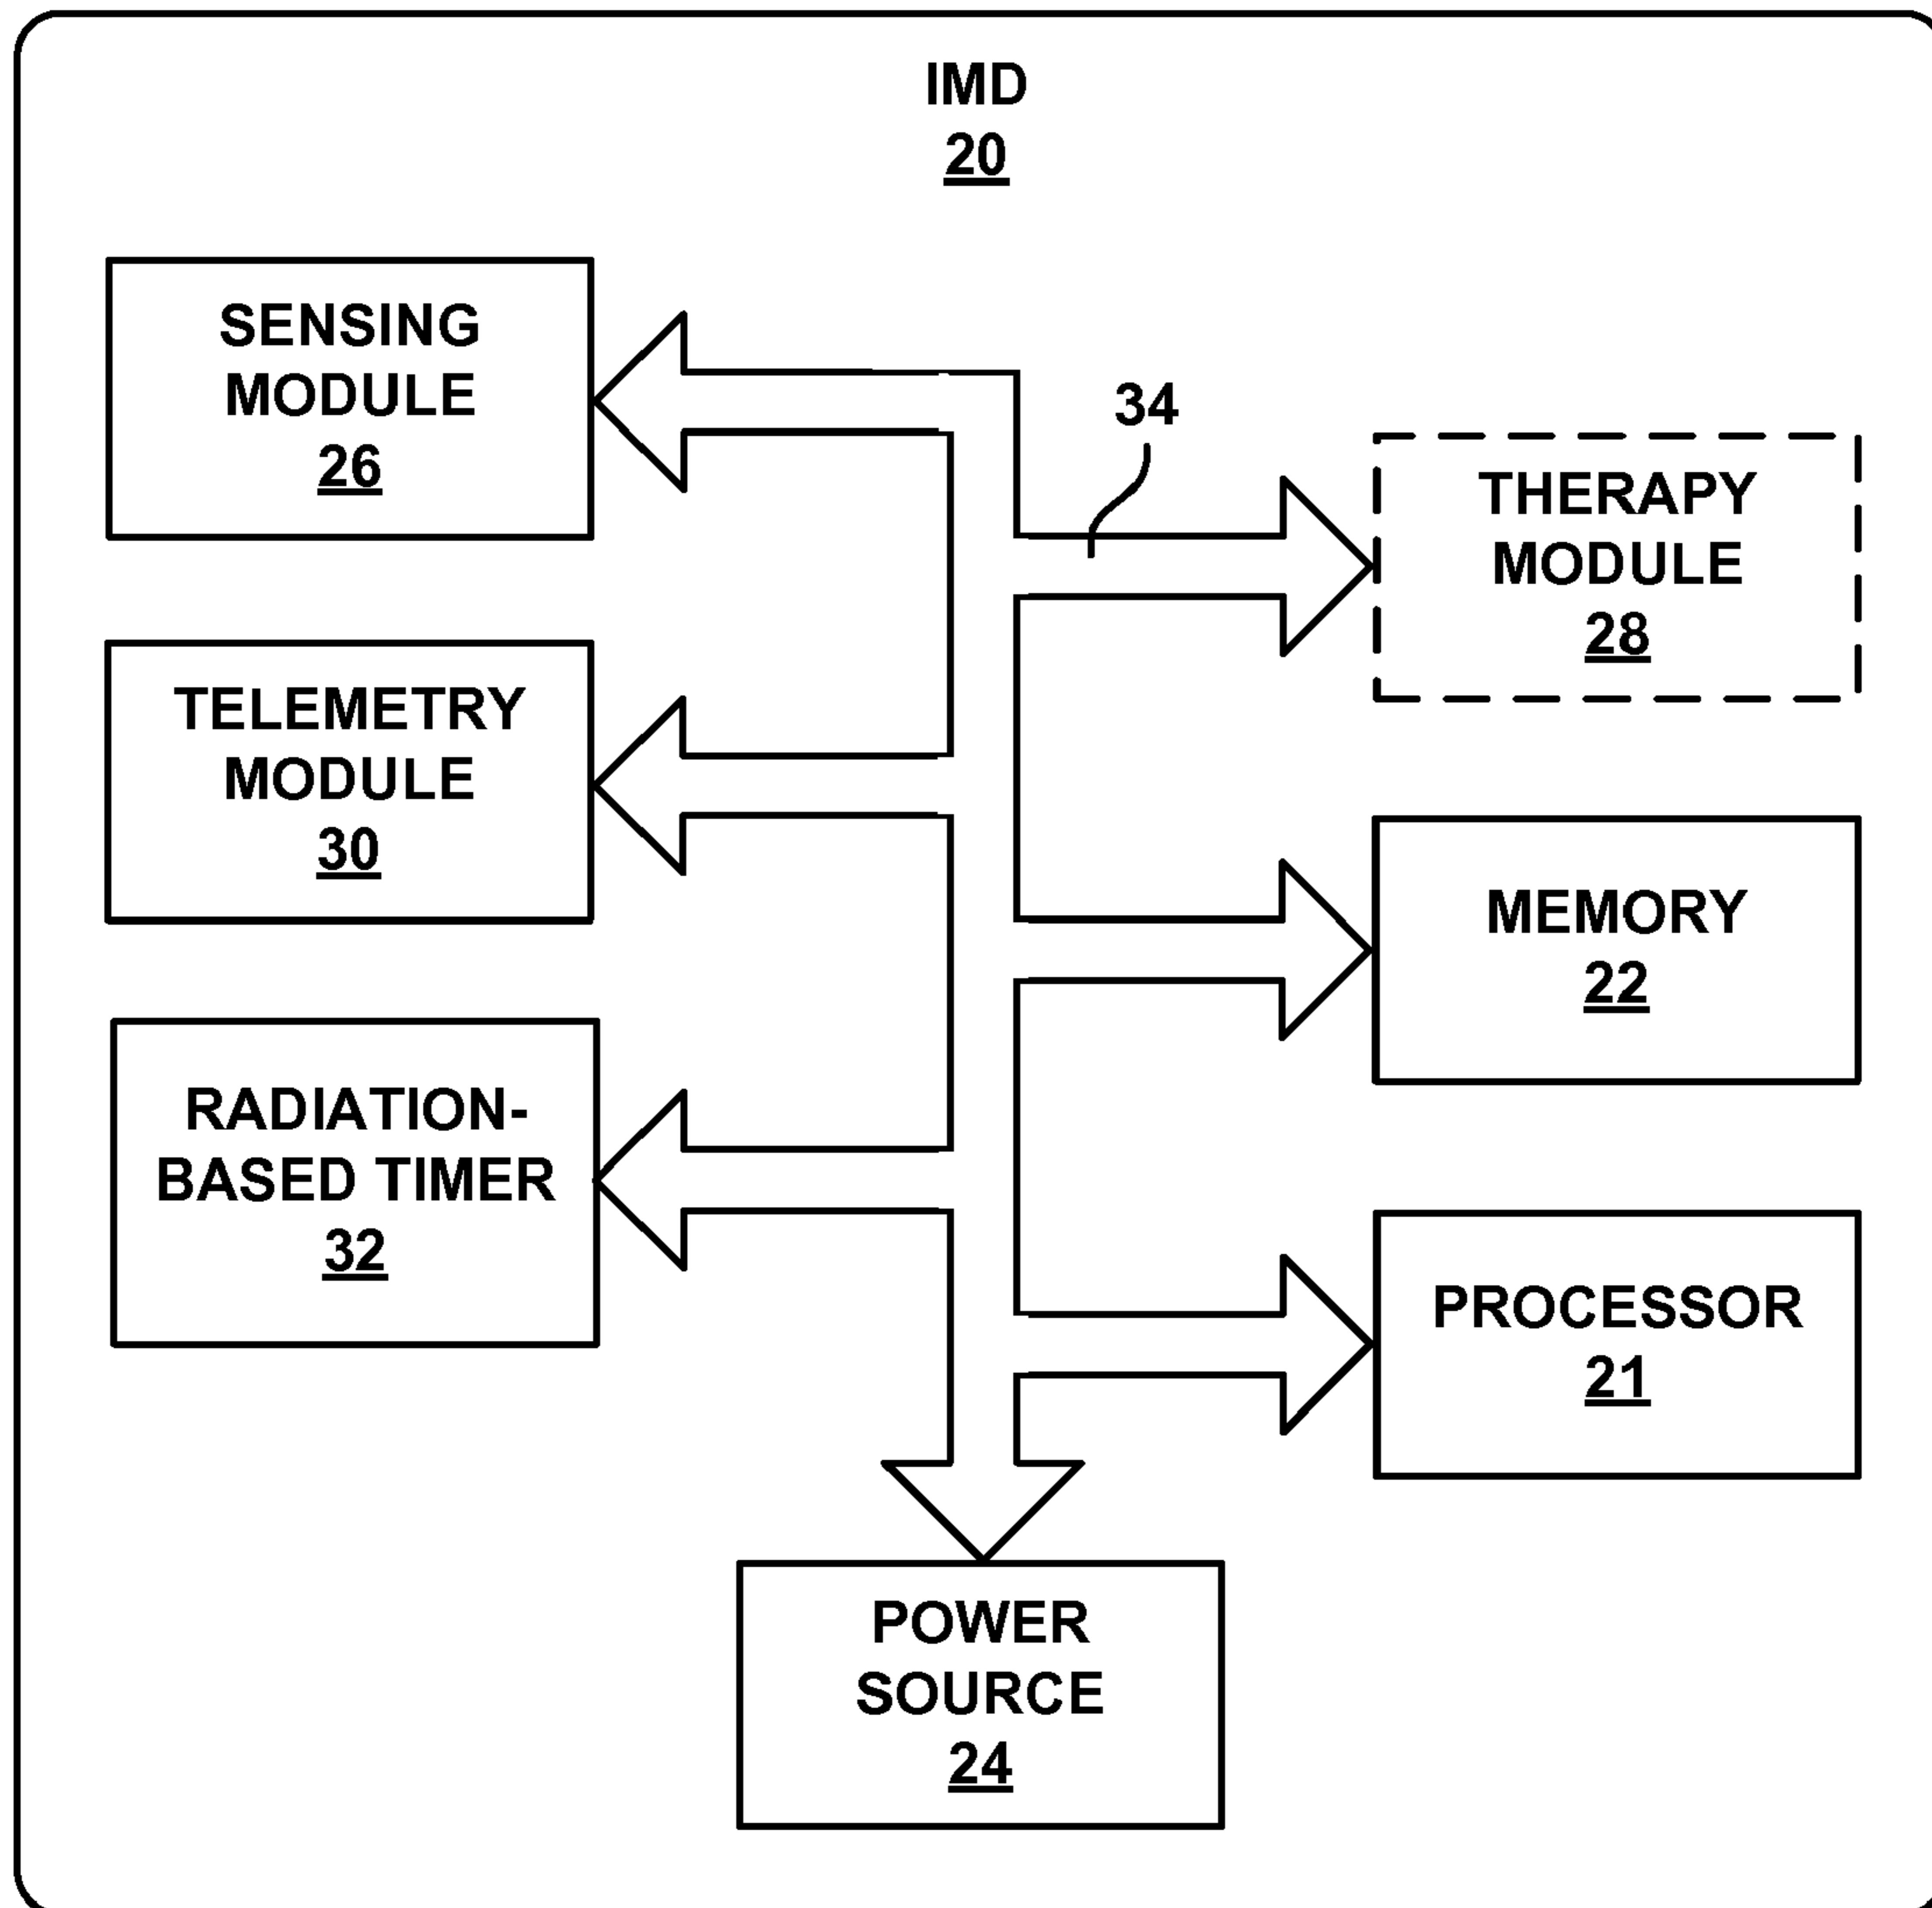 IMD
20
SENSING
MODULE
26
34
THERAPY
MODULE
28
TELEMETRY
MODULE
30
MEMORY
22
RADIATION-
BASED TIMER
32
PROCESSOR
21
POWER
SOURCE
24